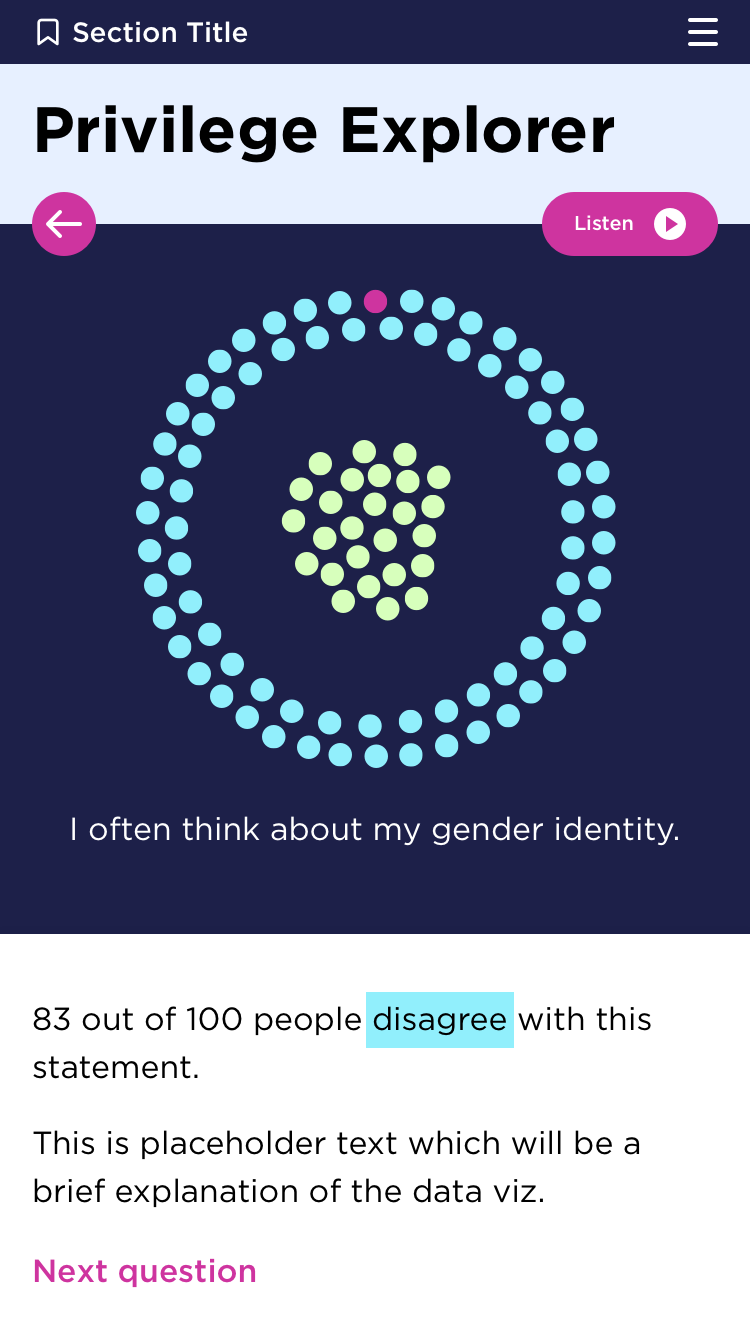 Section Title
Privilege Explorer
Listen
I often think about my gender identity.
83 out of 100 people disagree with this
statement.
This is placeholder text which will be a
brief explanation of the data viz.
Next question